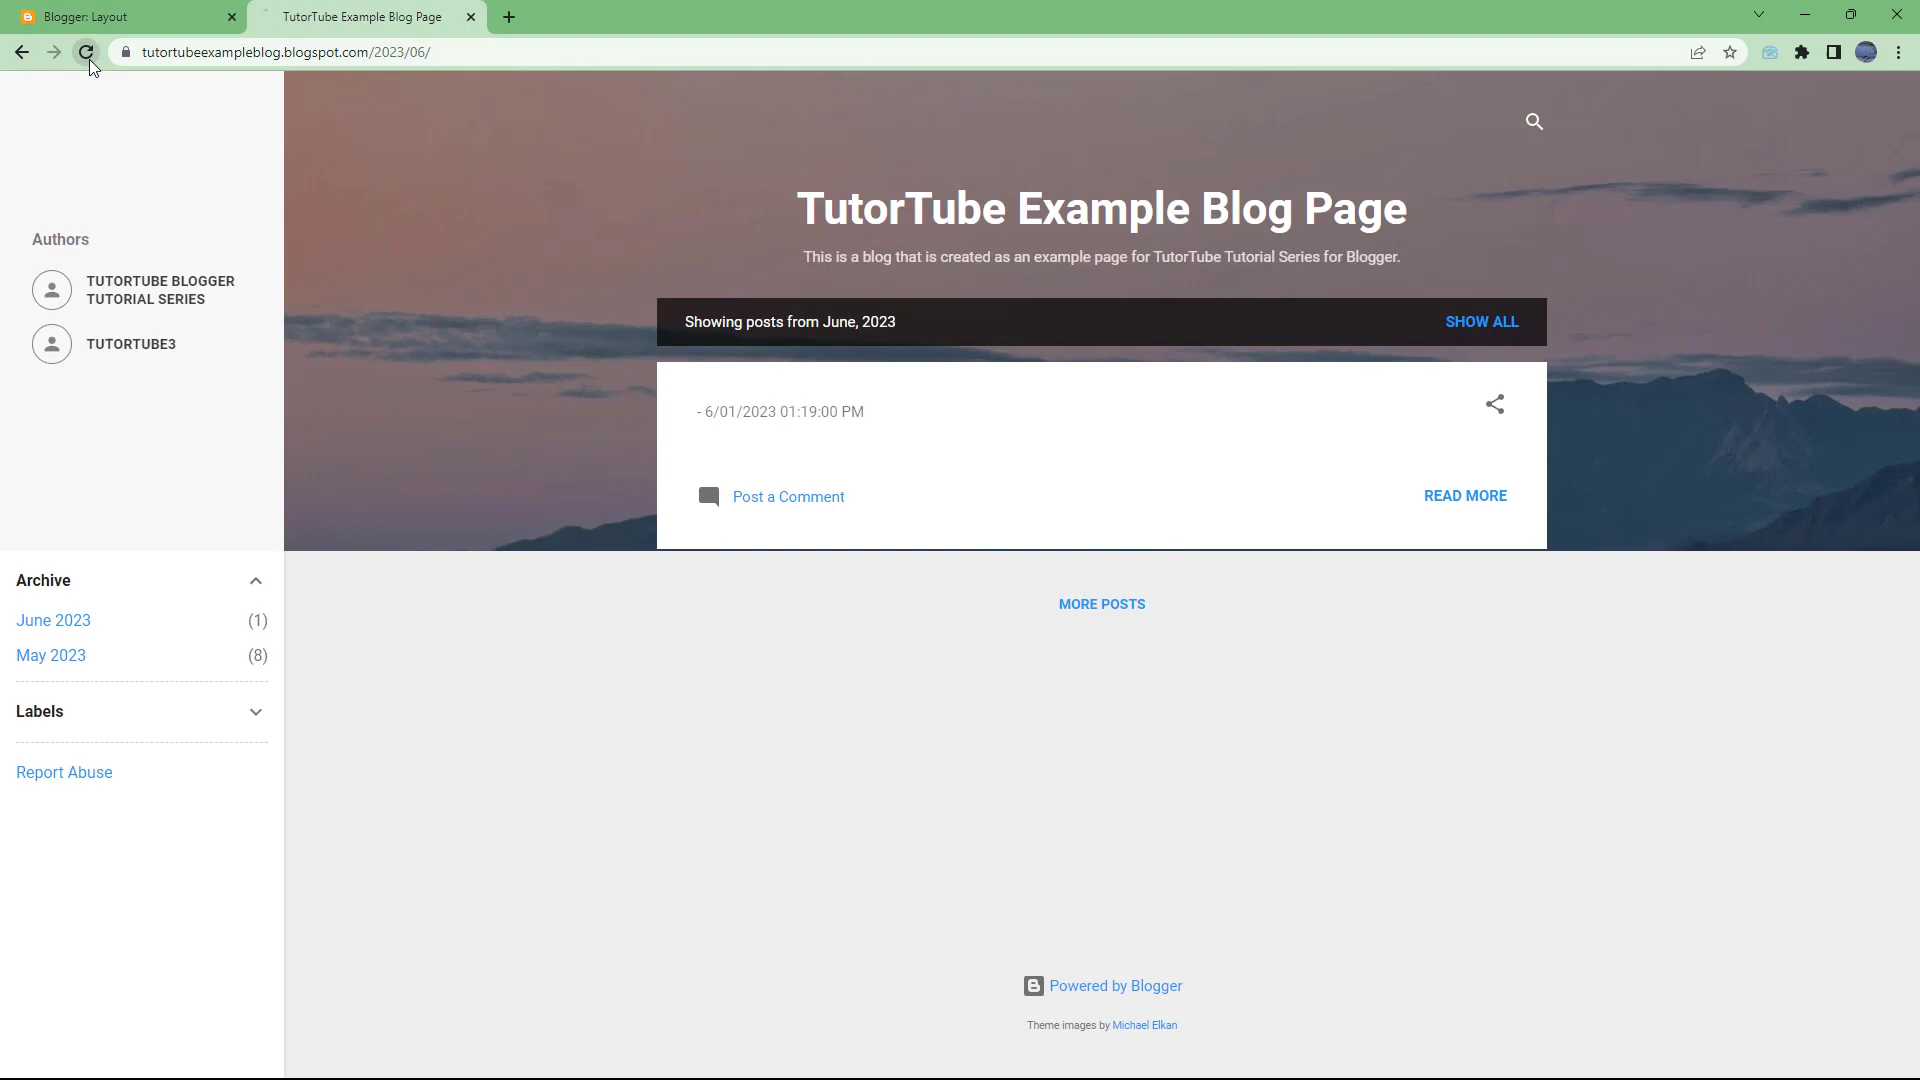 Blogger: Layout
TutorTube Example Blog Page
tutortubeexampleblog.blogspot.com/2023/06/
Authors
TUTORTUBE BLOGGER
TUTORIAL SERIES
TUTORTUBE3
Archive
June 2023 (1)
May 2023 (8)
Labels
Report Abuse
TutorTube Example Blog Page
This is a blog that is created as an example page for TutorTube Tutorial Series for Blogger.
Showing posts from June, 2023 SHOW ALL
- 6/01/2023 01:19:00 PM
Post a Comment READ MORE
MORE POSTS
Powered by Blogger
Theme images by Michael Elkan